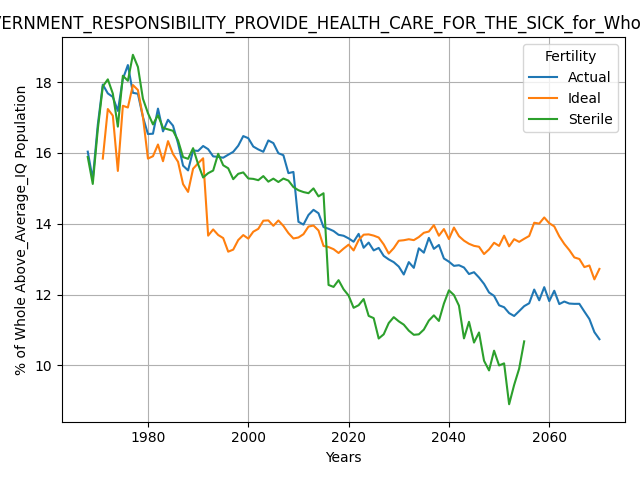 VERNMENT_RESPONSIBILITY_PROVIDE_HEALTH_CARE_FOR_THE_SICK_for_Who
Fertility
Actual
Ideal
Sterile
% of Whole Above_Average_IQ Population
18
16
14
12
10
1980
2000
2020
2040
2060
Years